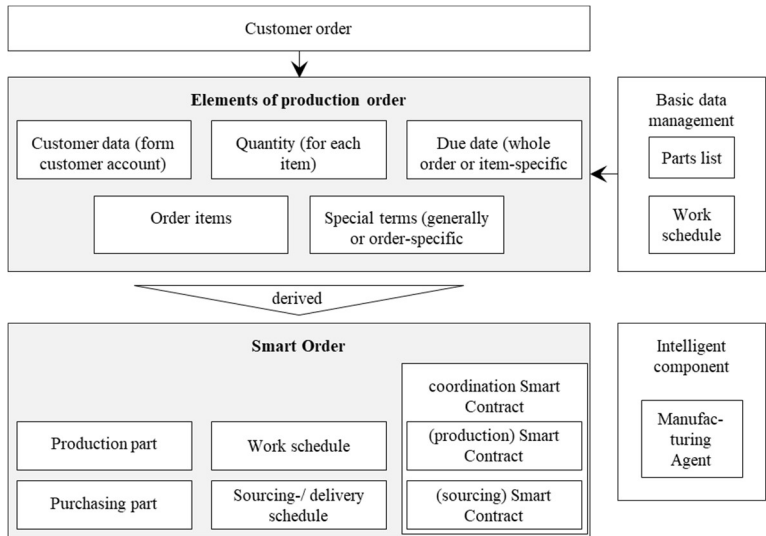 Customer order
Elements of production order
Customer data (form
customer account)
Quantity (for each
item)
Due date (whole
order or item-specific
Order items
Special terms (generally
or order-specific
Basic data
management
Parts list
Work
schedule
derived
Smart Order
coordination Smart
Contract
Production part
Work schedule
(production) Smart
Contract
Purchasing part
Sourcing-/ delivery
schedule
(sourcing) Smart
Contract
Intelligent
component
Manufac-
turing
Agent